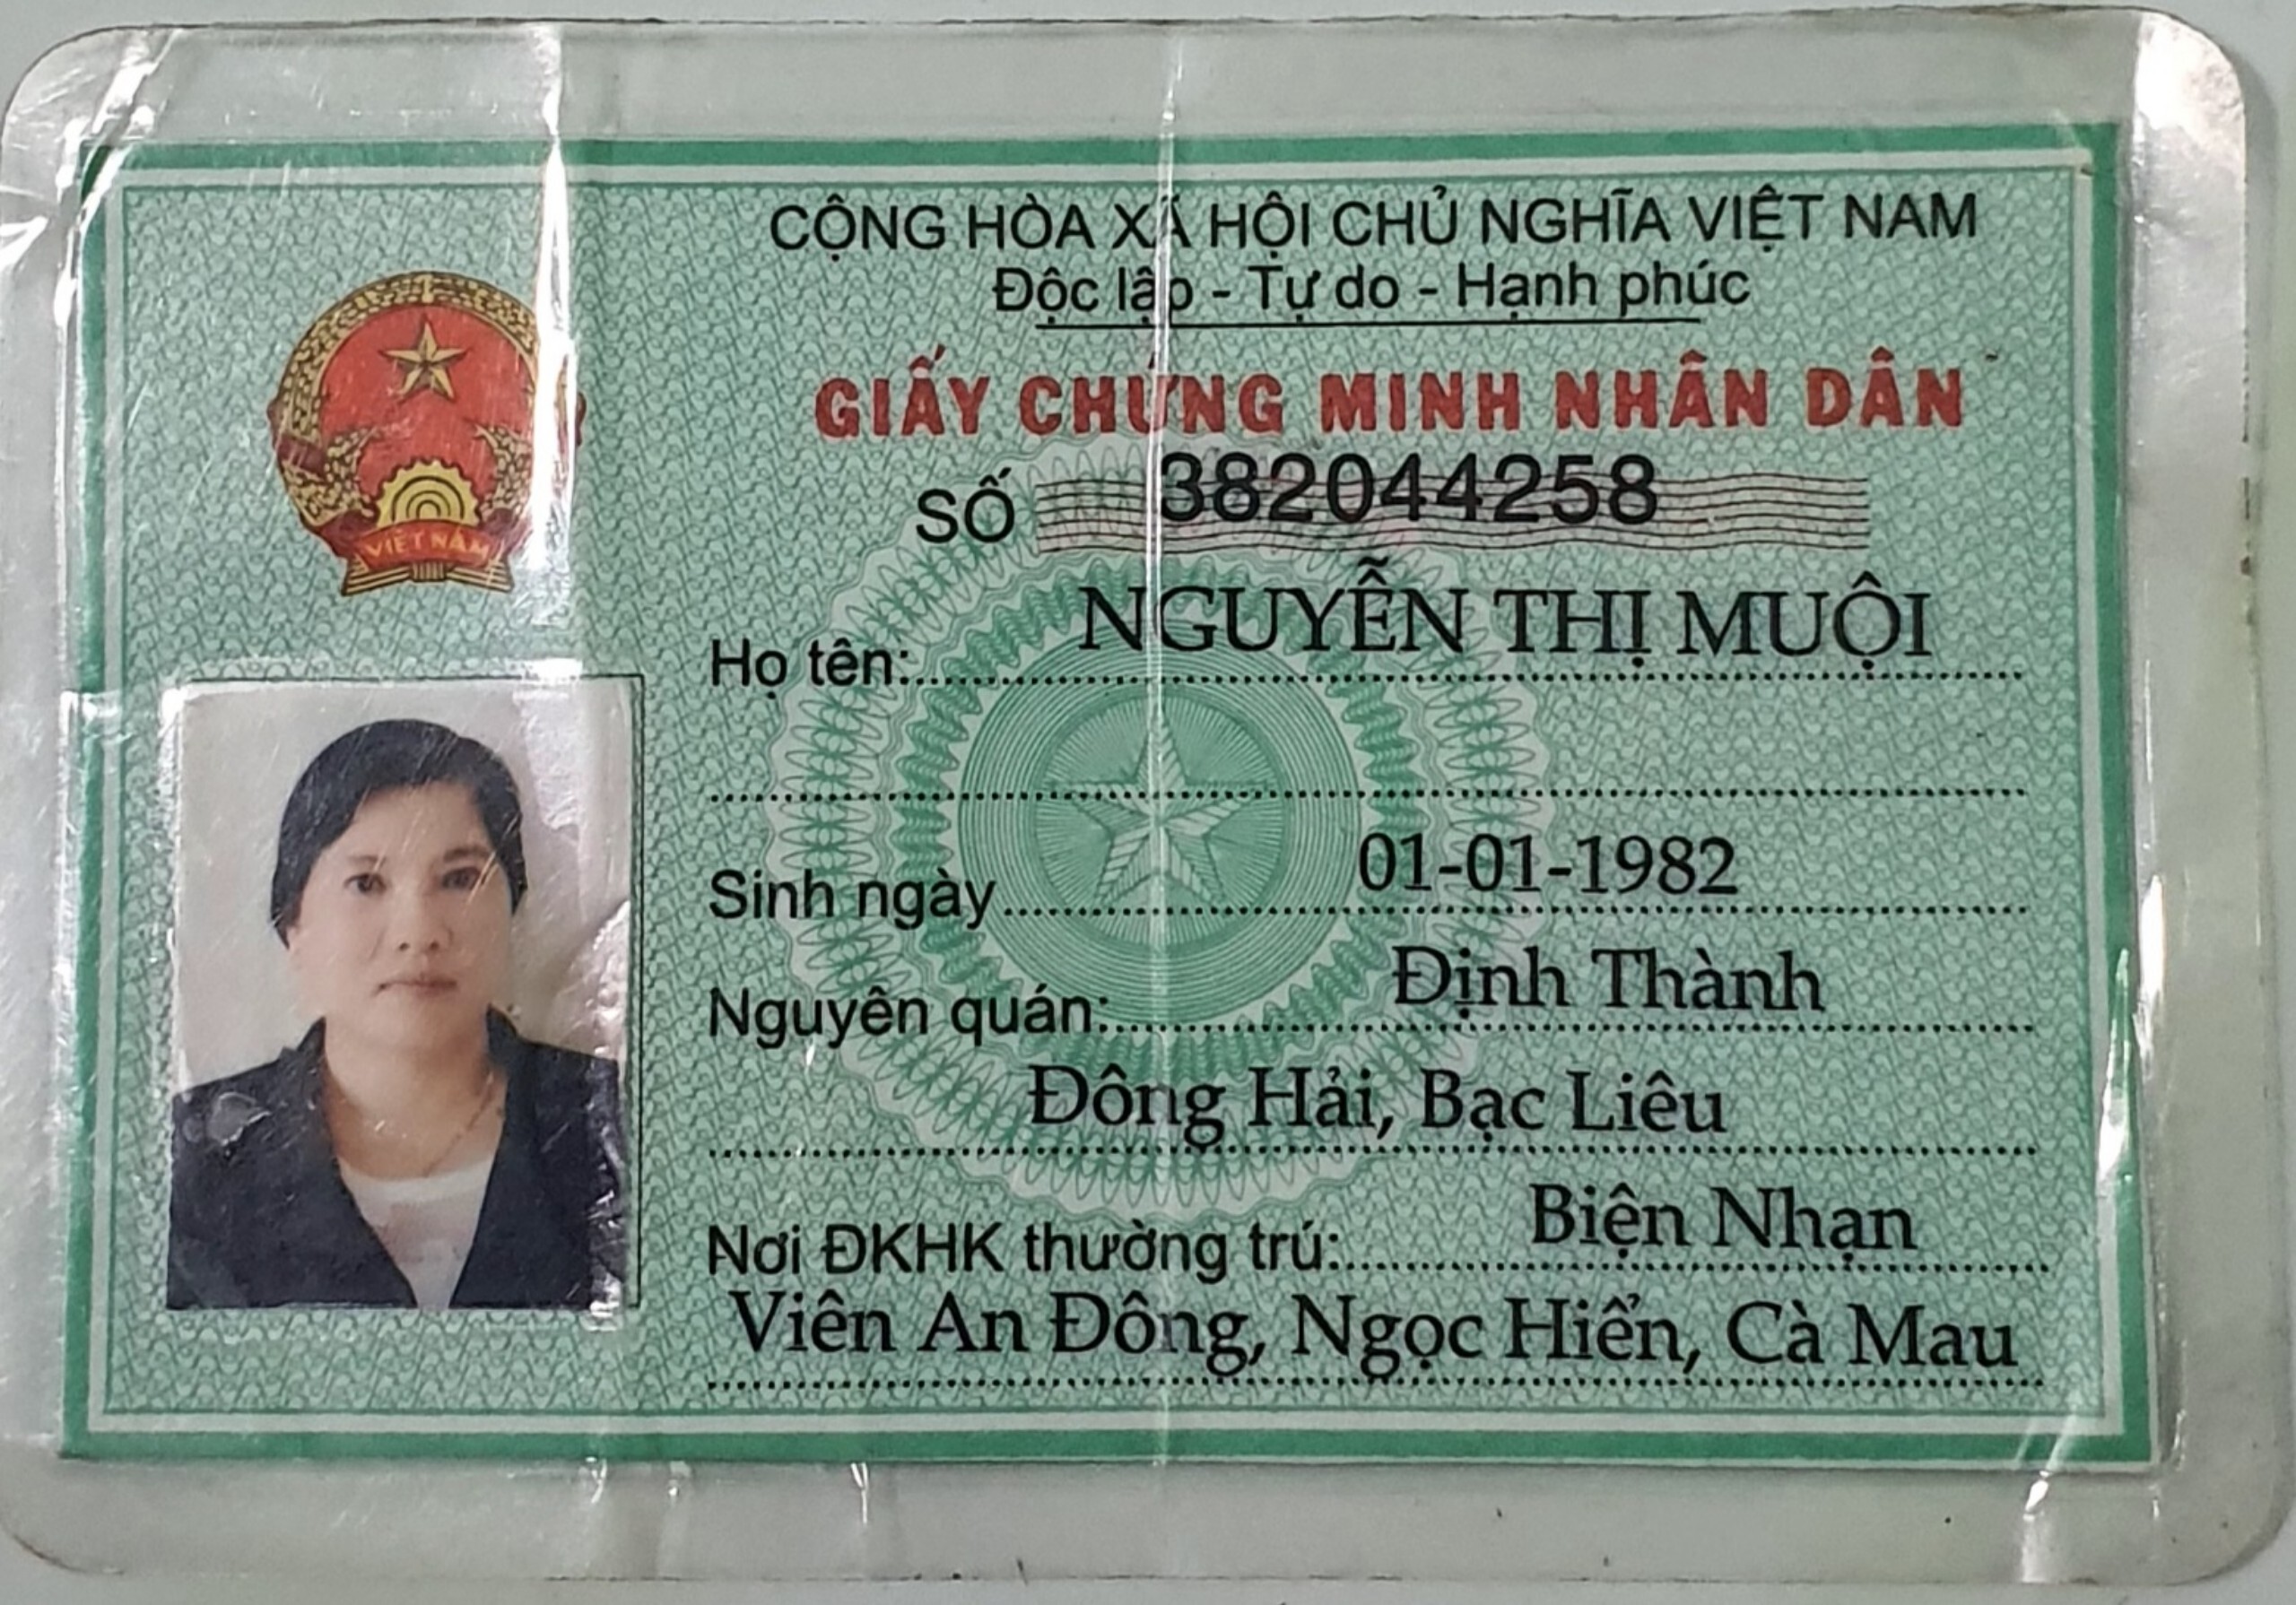 CỘNG HÒA XÃ HỘI CHỦ NGHĨA VIỆT NAM
Độc lập - Tự do - Hạnh phúc
GIẤY CHỨNG MINH NHÂN DÂN
SỐ 382044258
VIỆT NAM
Họ tên: NGUYỄN THỊ MUỘI
Sinh ngày 01-01-1982
Nguyên quán: Định Thành
Đông Hải, Bạc Liêu
Nơi ĐKHK thường trú: Biện Nhạn
Viên An Đông, Ngọc Hiển, Cà Mau